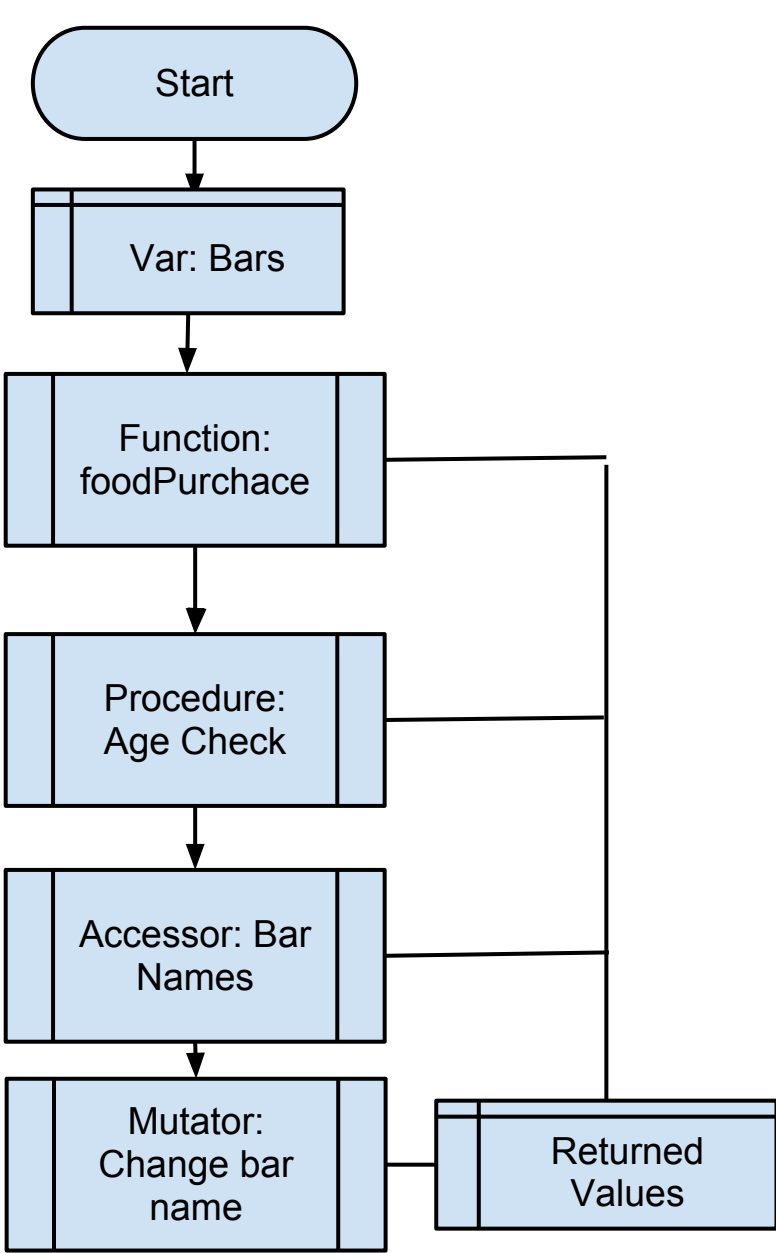 Start
Var: Bars
Function:
foodPurchace
Procedure:
Age Check
Accessor: Bar
Names
Mutator:
Change bar
name
Returned
Values